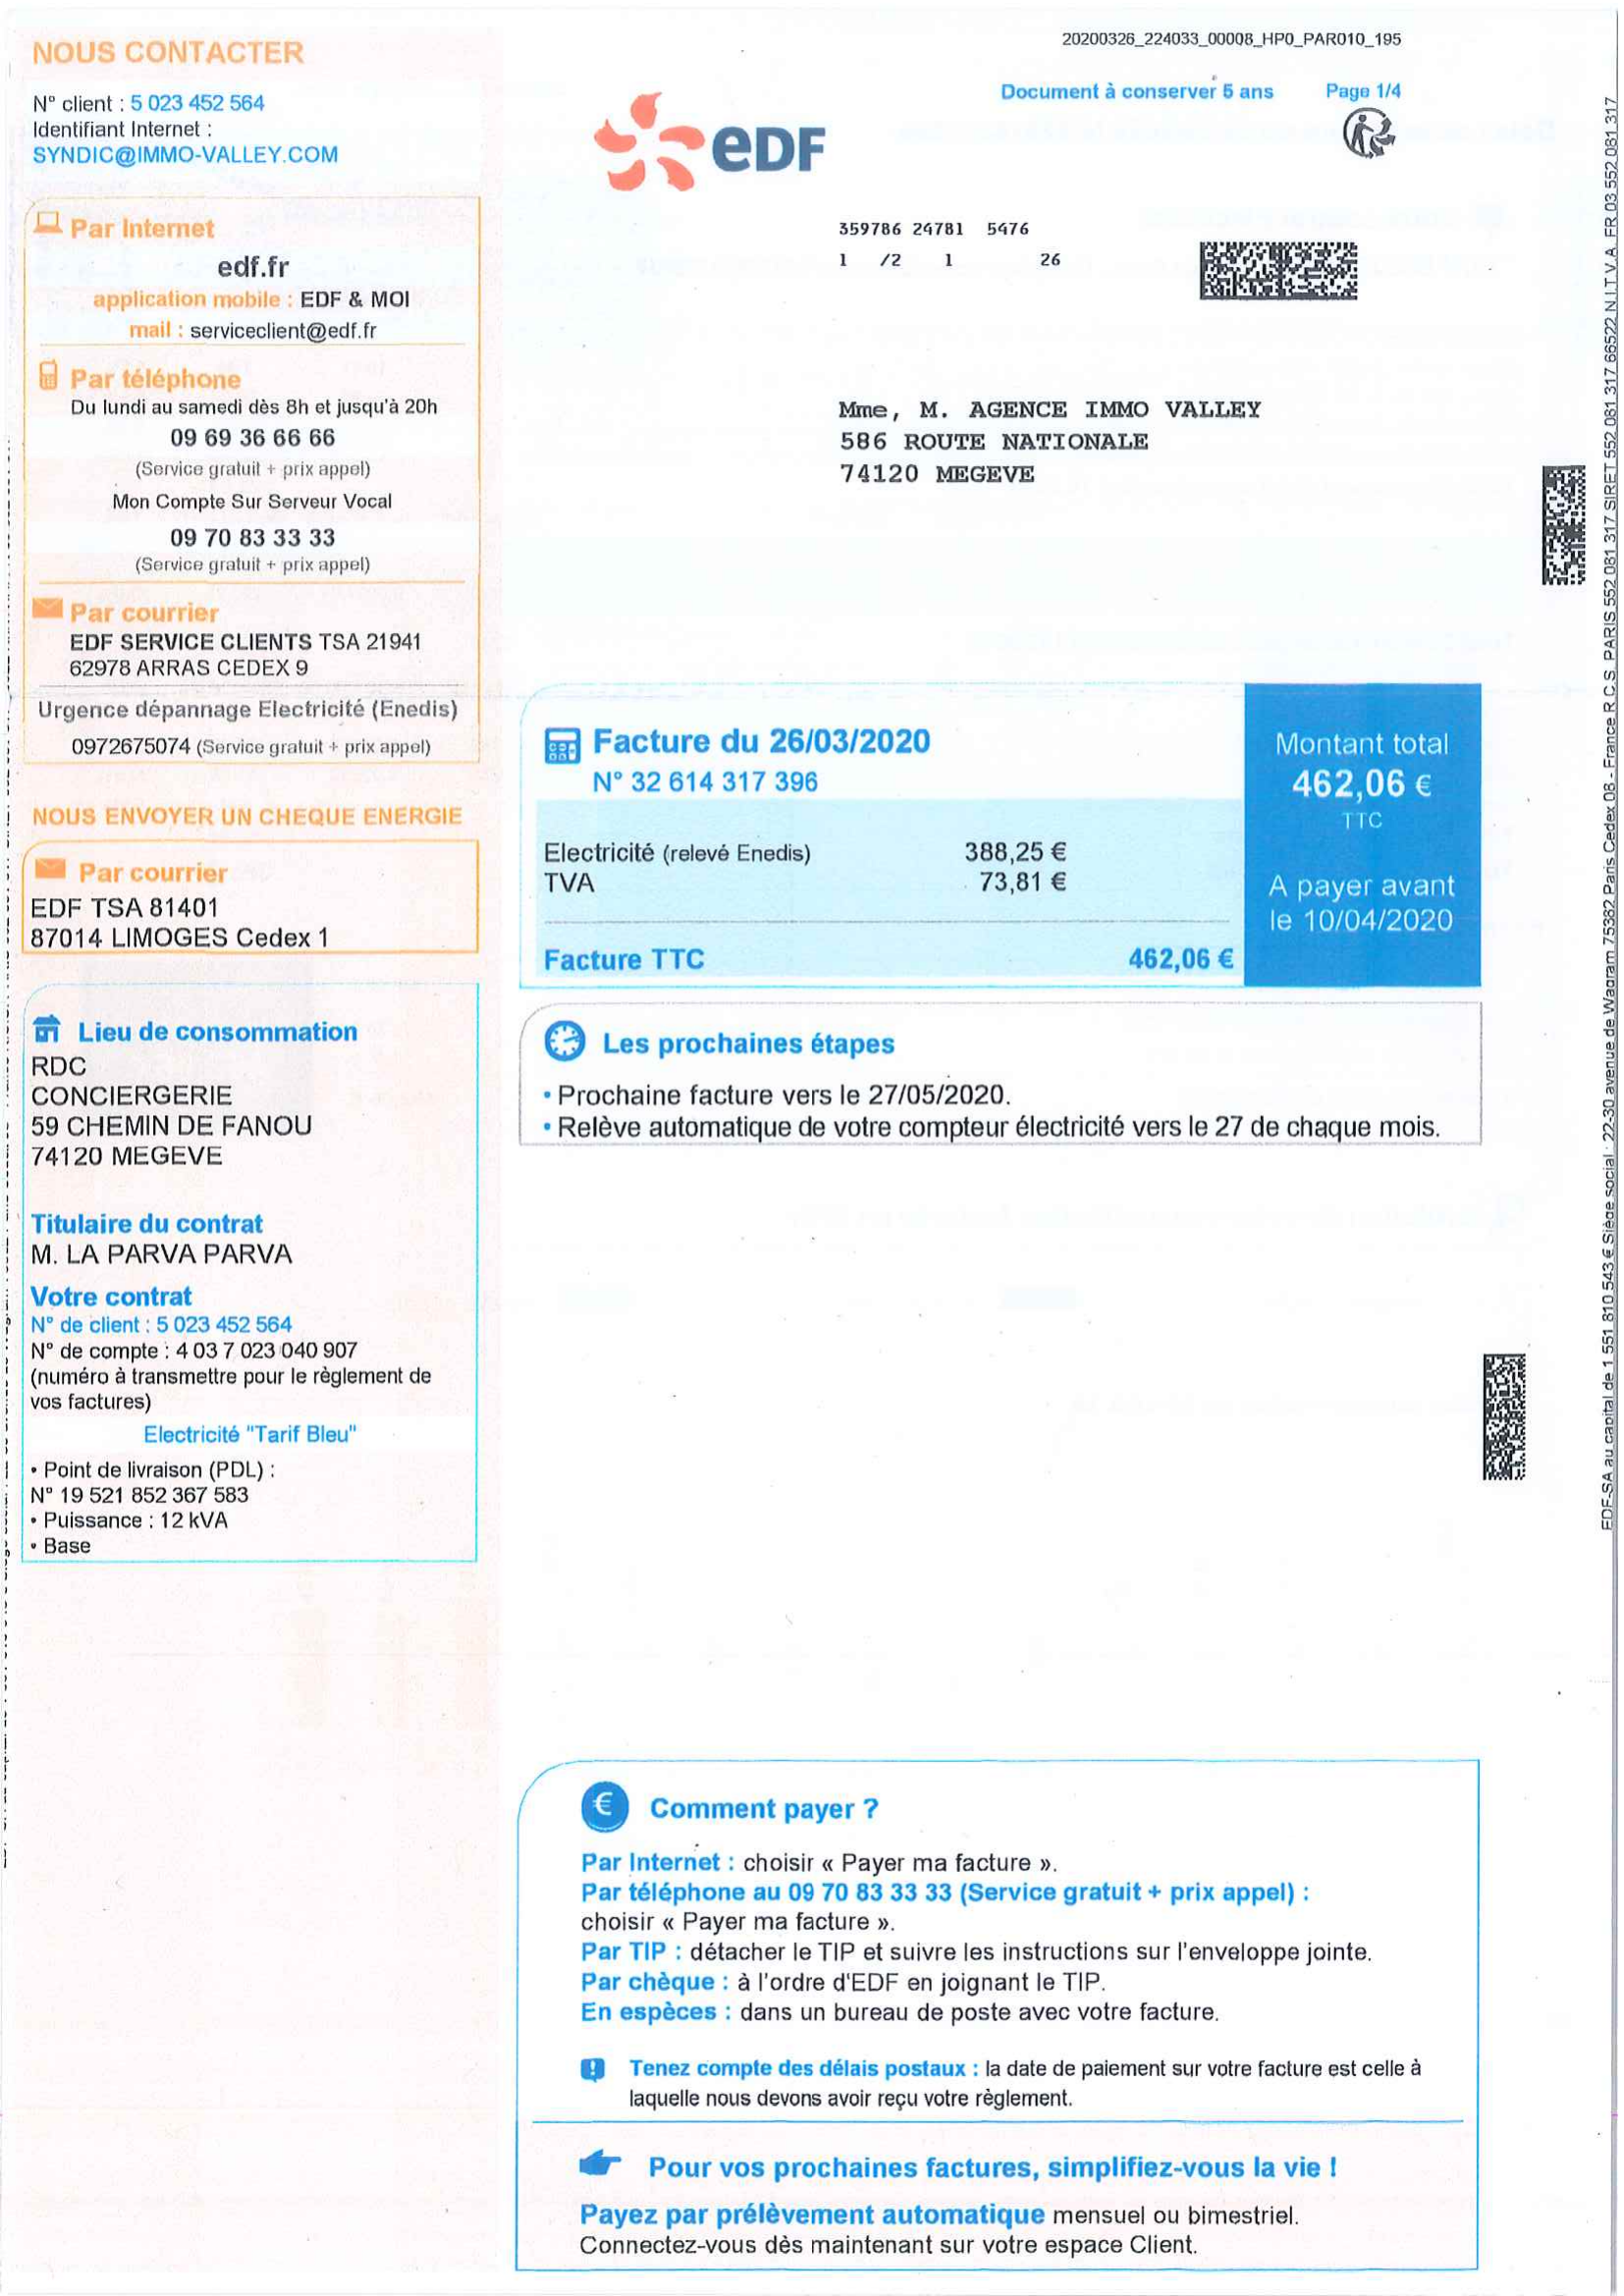 NOUS CONTACTER
N° client : 5 023 452 564
Identifiant Internet :
SYNDIC@IMMO-VALLEY.COM
Par Internet
edf.fr
application mobile : EDF & MOI
mail : serviceclient@edf.fr
Par téléphone
Du lundi au samedi dès 8h et jusqu'à 20h
09 69 36 66 66
(Service gratuit + prix appel)
Mon Compte Sur Serveur Vocal
09 70 83 33 33
(Service gratuit + prix appel)
Par courrier
EDF SERVICE CLIENTS TSA 21941
62978 ARRAS CEDEX 9
Urgence dépannage Electricité (Enedis)
0972675074 (Service gratuit + prix appel)
NOUS ENVOYER UN CHEQUE ENERGIE
Par courrier
EDF TSA 81401
87014 LIMOGES Cedex 1
Lieu de consommation
RDC
CONCIERGERIE
59 CHEMIN DE FANOU
74120 MEGEVE
Titulaire du contrat
M. LA PARVA PARVA
Votre contrat
N° de client : 5 023 452 564
N° de compte : 4 03 7 023 040 907
(numéro à transmettre pour le règlement de
vos factures)
Electricité "Tarif Bleu"
• Point de livraison (PDL) :
N° 19 521 852 367 583
• Puissance : 12 kVA
• Base
20200326_224033_00008_HP0_PAR010_195
Document à conserver 5 ans Page 1/4
eDF
359786 24781 5476
1 /2 1 26
Mme, M. AGENCE IMMO VALLEY
586 ROUTE NATIONALE
74120 MEGEVE
Facture du 26/03/2020
N° 32 614 317 396
Electricité (relevé Enedis) 388,25 €
TVA 73,81 €
Facture TTC 462,06 €
Montant total
462,06 €
TTC
A payer avant
le 10/04/2020
Les prochaines étapes
• Prochaine facture vers le 27/05/2020.
• Relève automatique de votre compteur électricité vers le 27 de chaque mois.
Comment payer ?
Par Internet : choisir « Payer ma facture ».
Par téléphone au 09 70 83 33 33 (Service gratuit + prix appel) :
choisir « Payer ma facture ».
Par TIP : détacher le TIP et suivre les instructions sur l'enveloppe jointe.
Par chèque : à l'ordre d'EDF en joignant le TIP.
En espèces : dans un bureau de poste avec votre facture.
Tenez compte des délais postaux : la date de paiement sur votre facture est celle à
laquelle nous devons avoir reçu votre règlement.
Pour vos prochaines factures, simplifiez-vous la vie !
Payez par prélèvement automatique mensuel ou bimestriel.
Connectez-vous dès maintenant sur votre espace Client.
EDF-SA au capital de 1 551 810 543 € Siège social : 22-30 avenue de Wagram 75382 Paris Cedex 08 - France R.C.S. PARIS 552 081 317 SIRET 552 081 317 66522 N.I.T.V.A. FR 03 552 081 317